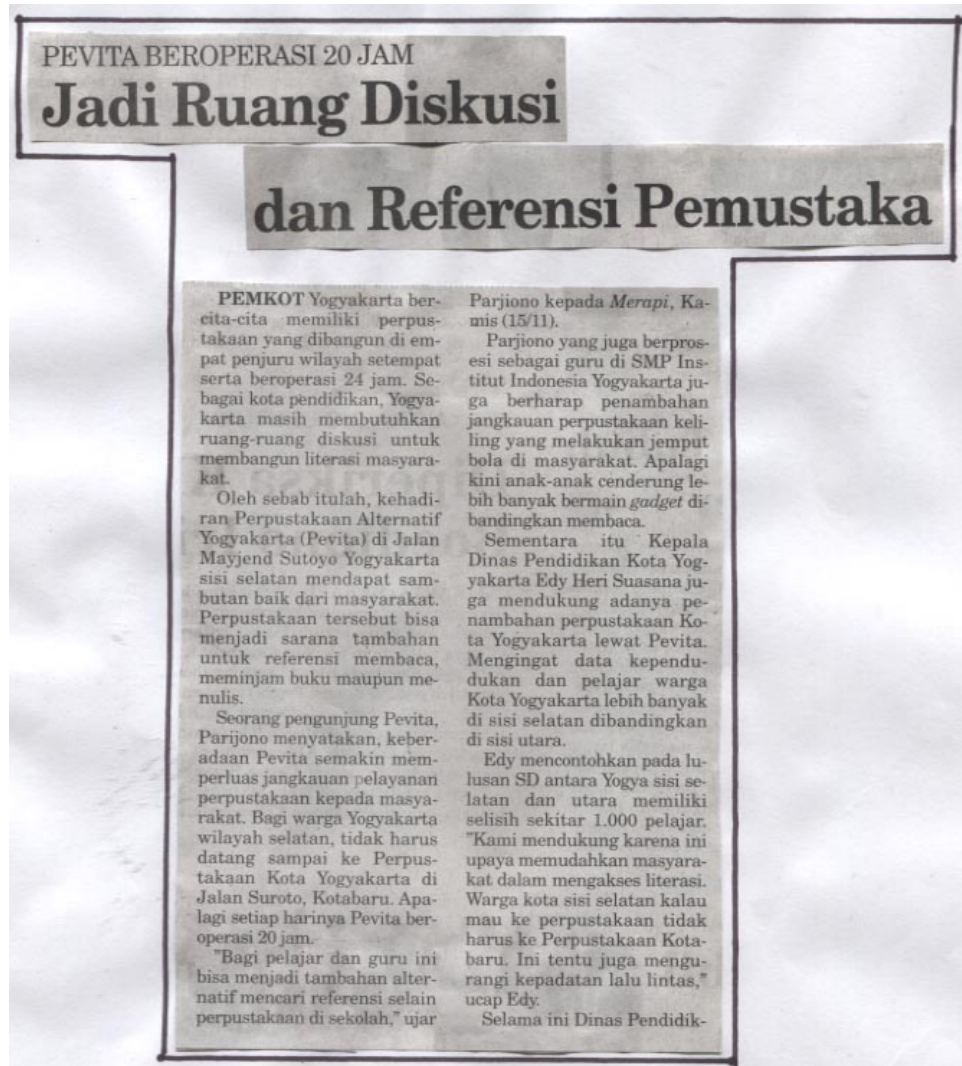 PEVITA BEROPERASI 20 JAM
Jadi Ruang Diskusi
dan Referensi Pemustaka
PEMKOT Yogyakarta ber-
cita-cita memiliki perpus-
takaan yang dibangun di em-
pat penjuru wilayah setempat
serta beroperasi 24 jam. Se-
bagai kota pendidikan, Yogya-
karta masih membutuhkan
ruang-ruang diskusi untuk
membangun literasi masyara-
kat.
Oleh sebab itulah, kehadi-
ran Perpustakaan Alternatif
Yogyakarta (Pevita) di Jalan
Mayjend Sutoyo Yogyakarta
sisi selatan mendapat sam-
butan baik dari masyarakat.
Perpustakaan tersebut bisa
menjadi sarana tambahan
untuk referensi membaca,
meminjam buku maupun me-
nulis.
Seorang pengunjung Pevita,
Parijono menyatakan, keber-
adaan Pevita semakin mem-
perluas jangkauan pelayanan
perpustakaan kepada masya-
rakat. Bagi warga Yogyakarta
wilayah selatan, tidak harus
datang sampai ke Perpus-
takaan Kota Yogyakarta di
Jalan Suroto, Kotabaru. Apa-
lagi setiap harinya Pevita ber-
operasi 20 jam.
"Bagi pelajar dan guru ini
bisa menjadi tambahan alter-
natif mencari referensi selain
perpustakaan di sekolah," ujar
Parjiono kepada Merapi, Ka-
mis (15/11).
Parjiono yang juga berpros-
esi sebagai guru di SMP Ins-
titut Indonesia Yogyakarta ju-
ga berharap penambahan
jangkauan perpustakaan keli-
ling yang melakukan jemput
bola di masyarakat. Apalagi
kini anak-anak cenderung le-
bih banyak bermain gadget di-
bandingkan membaca.
Sementara itu Kepala
Dinas Pendidikan Kota Yog-
yakarta Edy Heri Suasana ju-
ga mendukung adanya pe-
nambahan perpustakaan Ko-
ta Yogyakarta lewat Pevita.
Mengingat data kependu-
dukan dan pelajar warga
Kota Yogyakarta lebih banyak
di sisi selatan dibandingkan
di sisi utara.
Edy mencontohkan pada lu-
lusan SD antara Yogya sisi se-
latan dan utara memiliki
selisih sekitar 1.000 pelajar.
"Kami mendukung karena ini
upaya memudahkan masyara-
kat dalam mengakses literasi.
Warga kota sisi selatan kalau
mau ke perpustakaan tidak
harus ke Perpustakaan Kota-
baru. Ini tentu juga mengu-
rangi kepadatan lalu lintas,"
ucap Edy.
Selama ini Dinas Pendidik-